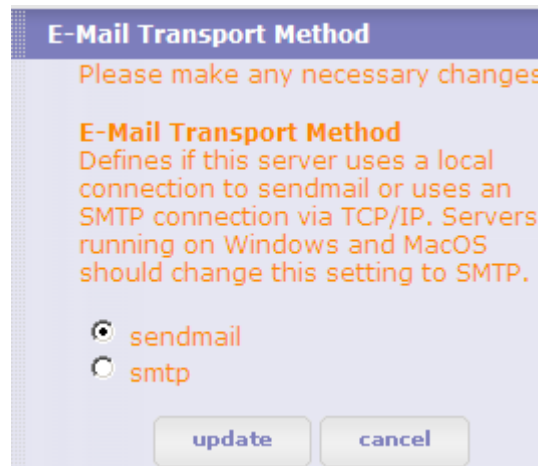 E-Mail Transport Method
Please make any necessary changes
E-Mail Transport Method
Defines if this server uses a local
connection to sendmail or uses an
SMTP connection via TCP/IP. Servers
running on Windows and MacOS
should change this setting to SMTP.
sendmail
smtp
update cancel